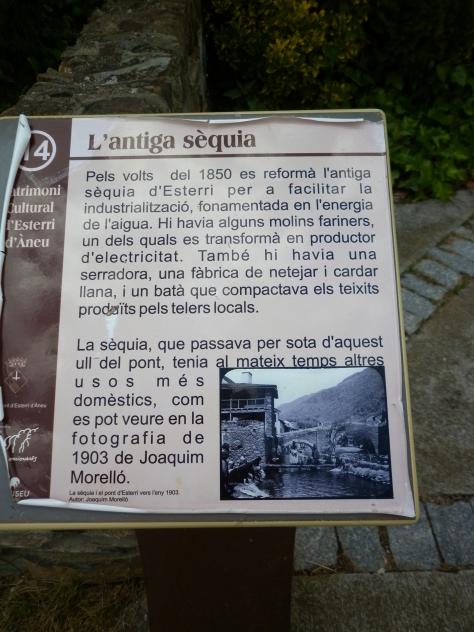 14
L'antiga sèquia
Patrimoni
Cultural
d'Esterri
d'Àneu
Pels volts del 1850 es reformà l'antiga
sèquia d'Esterri per a facilitar la
industrialització, fonamentada en l'energia
de l'aigua. Hi havia alguns molins fariners,
un dels quals es transformà en productor
d'electricitat. També hi havia una
serradora, una fàbrica de netejar i cardar
llana, i un batà que compactava els teixits
produïts pels telers locals.
La sèquia, que passava per sota d'aquest
ull del pont, tenia al mateix temps altres
usos més
domèstics, com
es pot veure en la
fotografia de
1903 de Joaquim
Morelló.
La sèquia i el pont d'Esterri vers l'any 1903.
Autor: Joaquim Morelló
d'Esterri d'Àneu